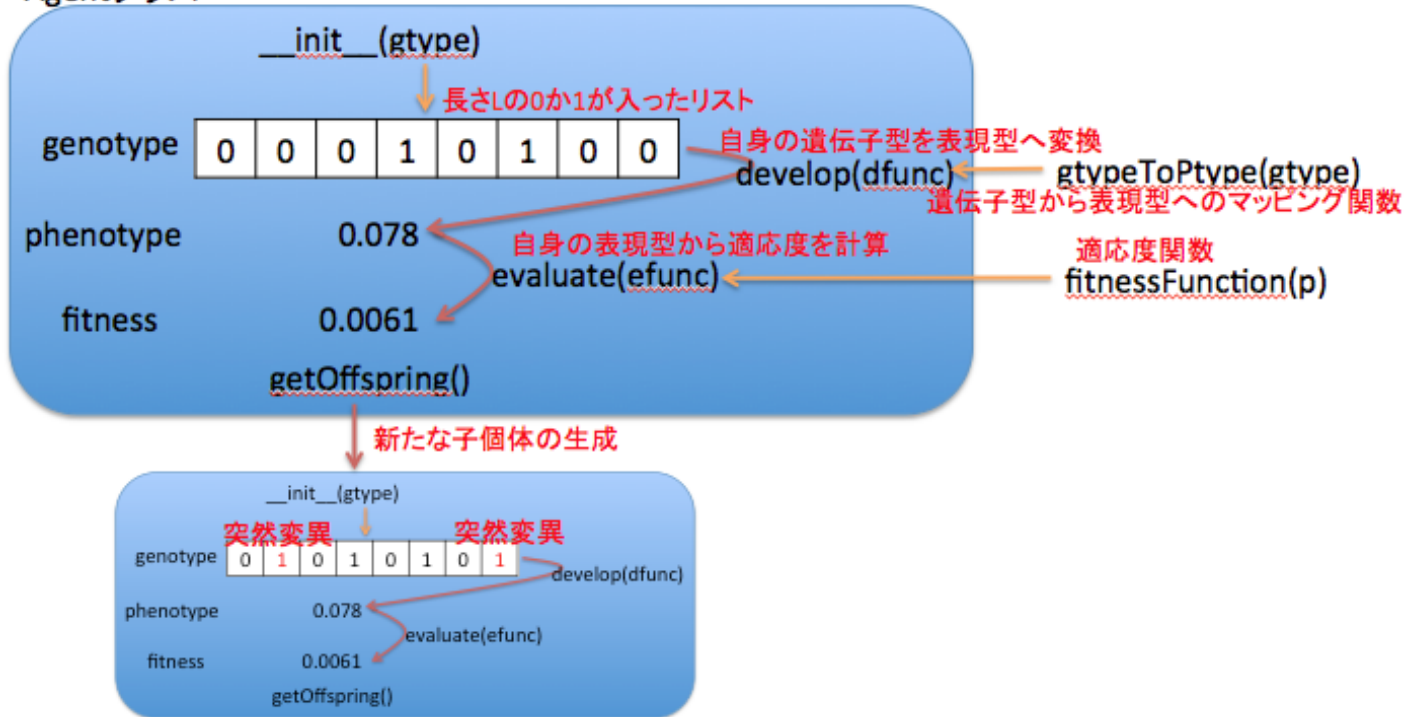 __init__(gtype)
長さLの0か1が入ったリスト
genotype 0 0 0 1 0 1 0 0
自身の遺伝子型を表現型へ変換
develop(dfunc) gtypeToPtype(gtype)
遺伝子型から表現型へのマッピング関数
phenotype 0.078
自身の表現型から適応度を計算
適応度関数
evaluate(efunc) fitnessFunction(p)
fitness 0.0061
getOffspring()
新たな子個体の生成
__init__(gtype)
突然変異 突然変異
genotype 0 1 0 1 0 1 0 1
develop(dfunc)
phenotype 0.078
evaluate(efunc)
fitness 0.0061
getOffspring()